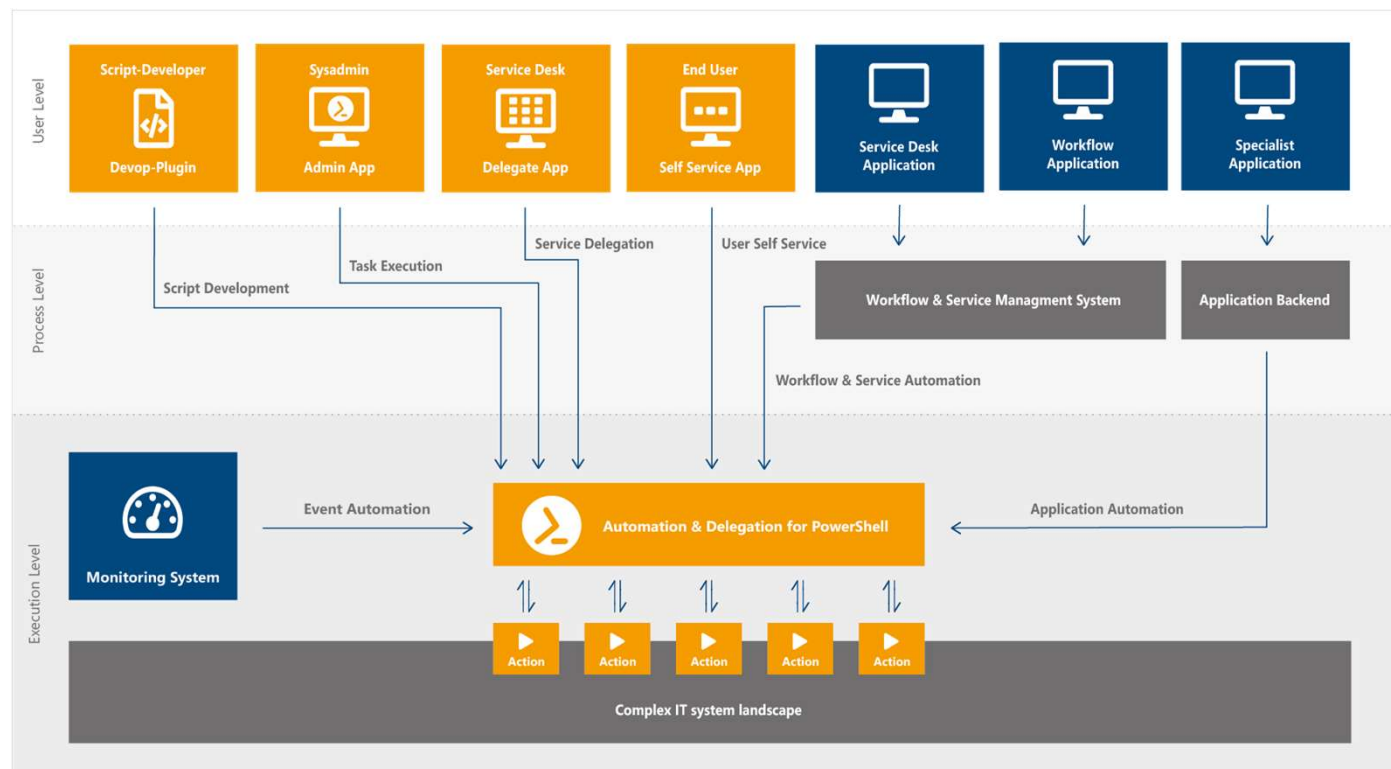 User Level
Script-Developer
Devop-Plugin
Sysadmin
Admin App
Service Desk
Delegate App
End User
Self Service App
Service Desk
Application
Workflow
Application
Specialist
Application
Process Level
Script Development
Task Execution
Service Delegation
User Self Service
Workflow & Service Managment System
Application Backend
Workflow & Service Automation
Execution Level
Monitoring System
Event Automation
Automation & Delegation for PowerShell
Application Automation
Action
Action
Action
Action
Action
Complex IT system landscape